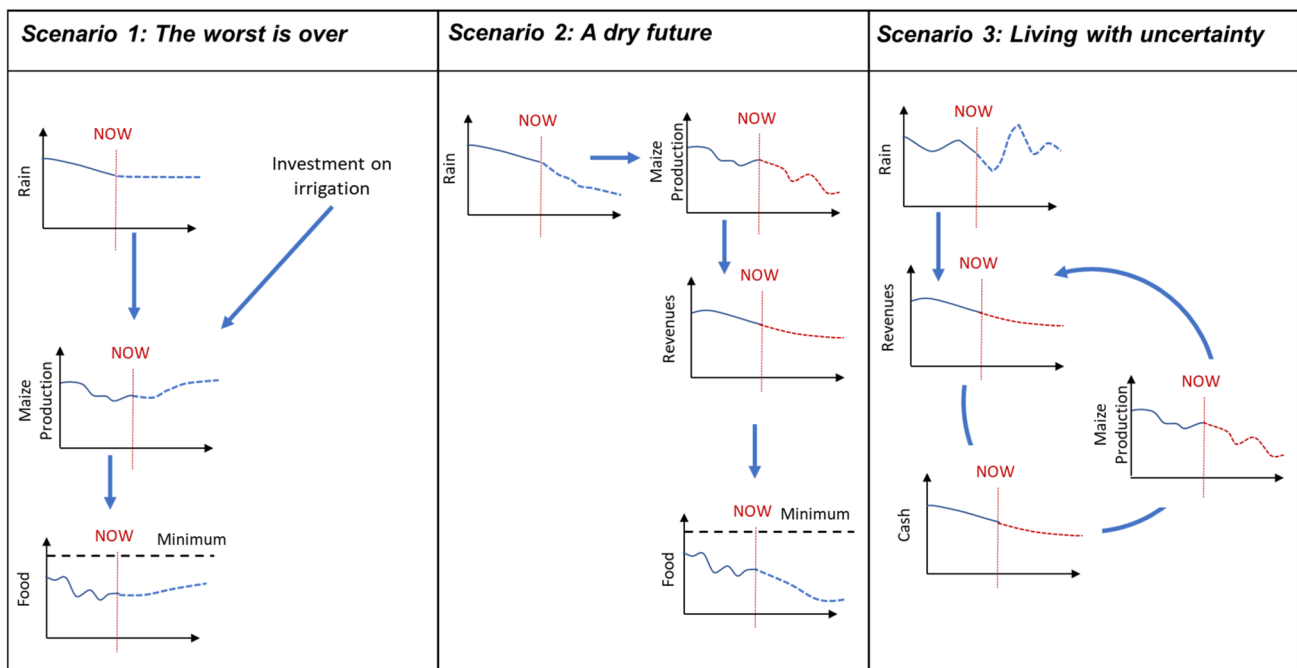 Scenario 1: The worst is over
NOW
Rain
Investment on
irrigation
NOW
Maize
Production
NOW
Minimum
Food
Scenario 2: A dry future
NOW
Rain
NOW
Maize
Production
NOW
Revenues
NOW
Minimum
Food
Scenario 3: Living with uncertainty
NOW
Rain
NOW
Revenues
NOW
Maize
Production
NOW
Cash